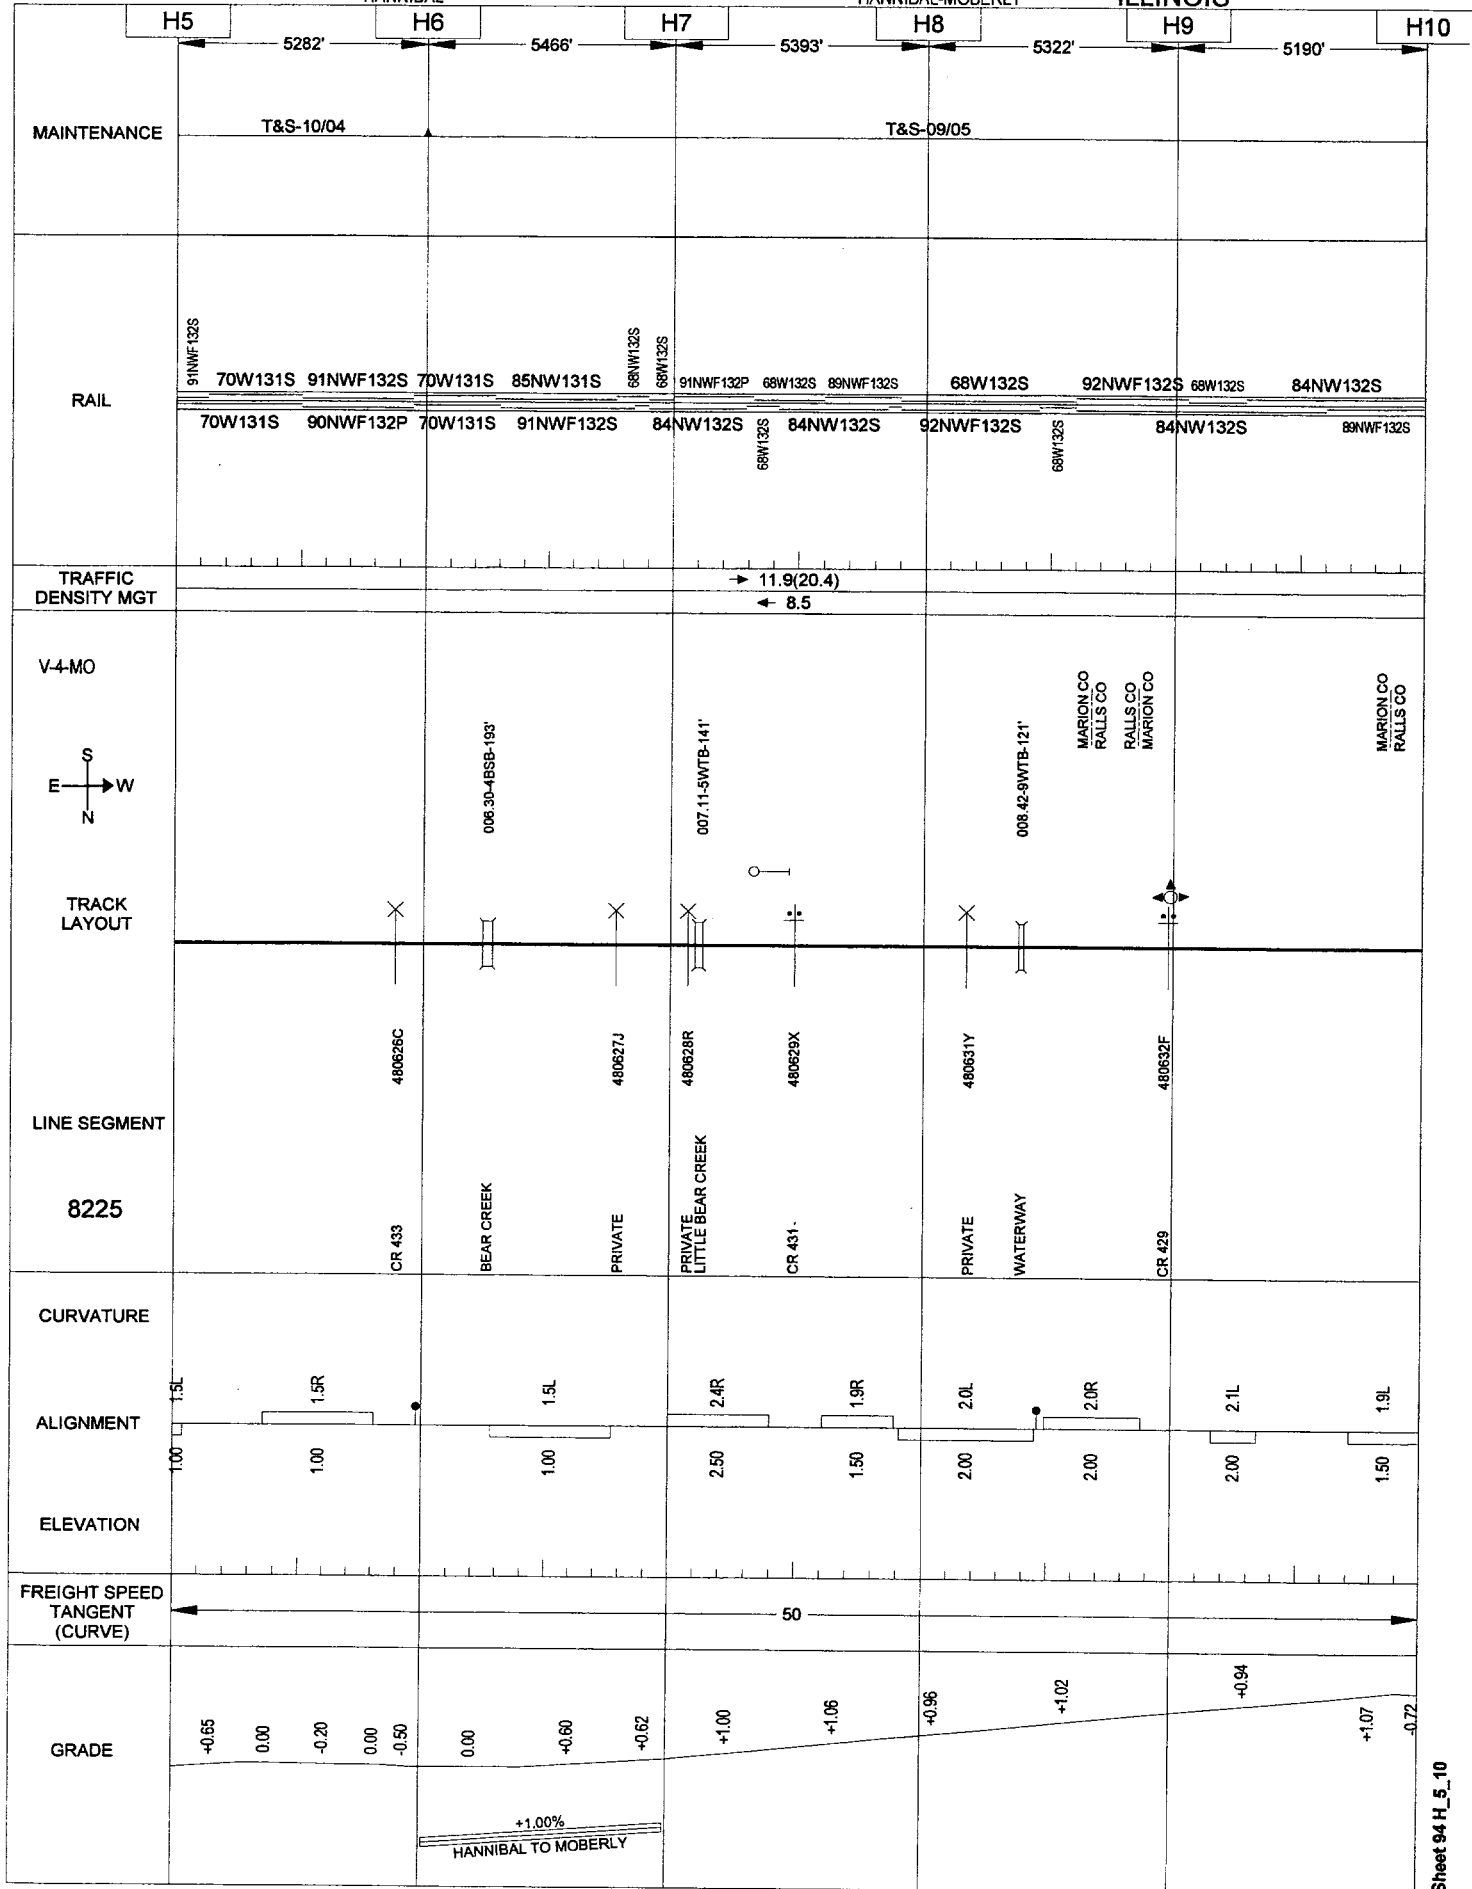 HANNIBAL
HANNIBAL-MOBERLY
ILLINOIS
H5 H6 H7 H8 H9 H10
5282' 5466' 5393' 5322' 5190'
MAINTENANCE
T&S-10/04
T&S-09/05
RAIL
91NWF132S 70W131S 91NWF132S 70W131S 85NW131S 68NW132S 68W132S 91NWF132P 68W132S 89NWF132S 68W132S 92NWF132S 68W132S 84NW132S
70W131S 90NWF132P 70W131S 91NWF132S 84NW132S 68W132S 84NW132S 92NWF132S 68W132S 84NW132S 89NWF132S
TRAFFIC
DENSITY MGT
11.9(20.4)
8.5
V-4-MO
S
E W
N
006.30-4BSB-193'
007.11-5WTB-141'
008.42-9WTB-121'
MARION CO
RALLS CO
RALLS CO
MARION CO
MARION CO
RALLS CO
TRACK
LAYOUT
480626C 480627J 480628R 480629X 480631Y 480632F
LINE SEGMENT
8225
CR 433
BEAR CREEK
PRIVATE
PRIVATE
LITTLE BEAR CREEK
CR 431
PRIVATE
WATERWAY
CR 429
CURVATURE
1.5L 1.5R 1.5L 2.4R 1.9R 2.0L 2.0R 2.1L 1.9L
ALIGNMENT
1.00 1.00 1.00 2.50 1.50 2.00 2.00 2.00 1.50
ELEVATION
FREIGHT SPEED
TANGENT
(CURVE)
50
GRADE
+0.65 0.00 -0.20 0.00 -0.50 0.00 +0.60 +0.62 +1.00 +1.06 +0.96 +1.02 +0.94 +1.07 -0.72
+1.00%
HANNIBAL TO MOBERLY
Sheet 94 H_5_10